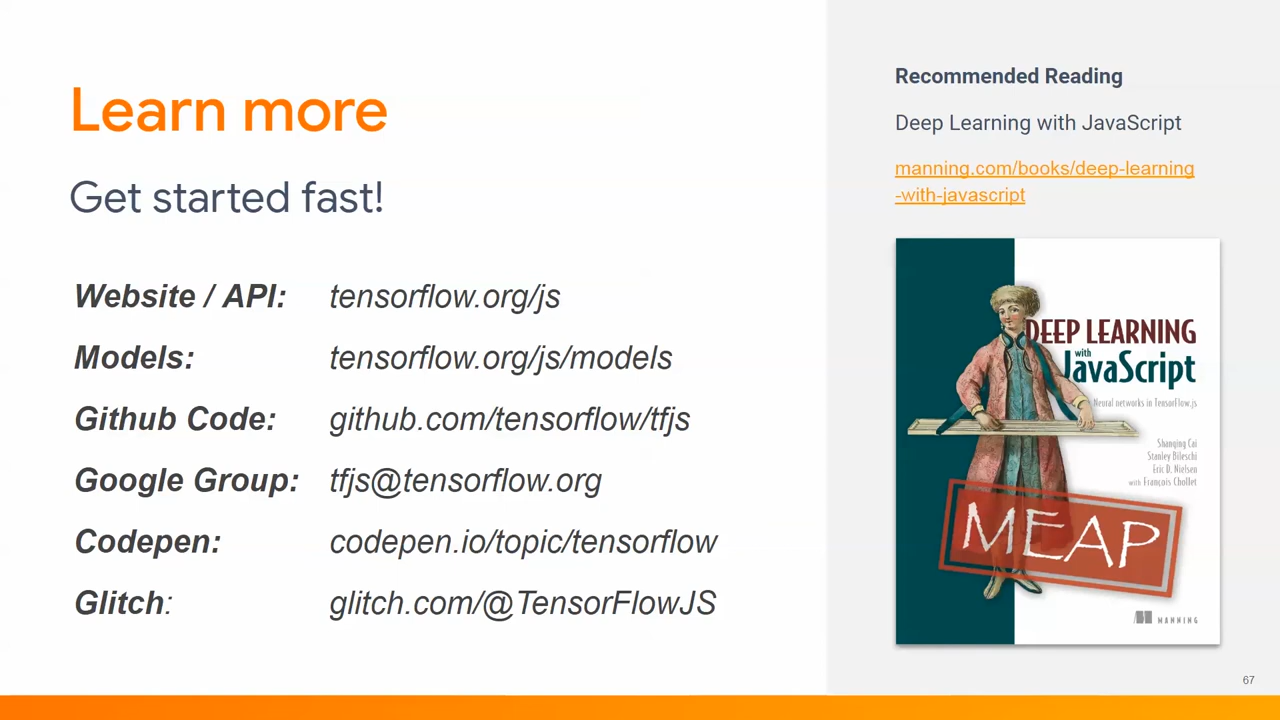 Learn more
Get started fast!
Website / API: tensorflow.org/js
Models: tensorflow.org/js/models
Github Code: github.com/tensorflow/tfjs
Google Group: tfjs@tensorflow.org
Codepen: codepen.io/topic/tensorflow
Glitch: glitch.com/@TensorFlowJS
Recommended Reading
Deep Learning with JavaScript
manning.com/books/deep-learning
-with-javascript
DEEP LEARNING
with
JavaScript
Neural networks in TensorFlow.js
Shanqing Cai
Stanley Bileschi
Eric D. Nielsen
with François Chollet
MEAP
MANNING
67